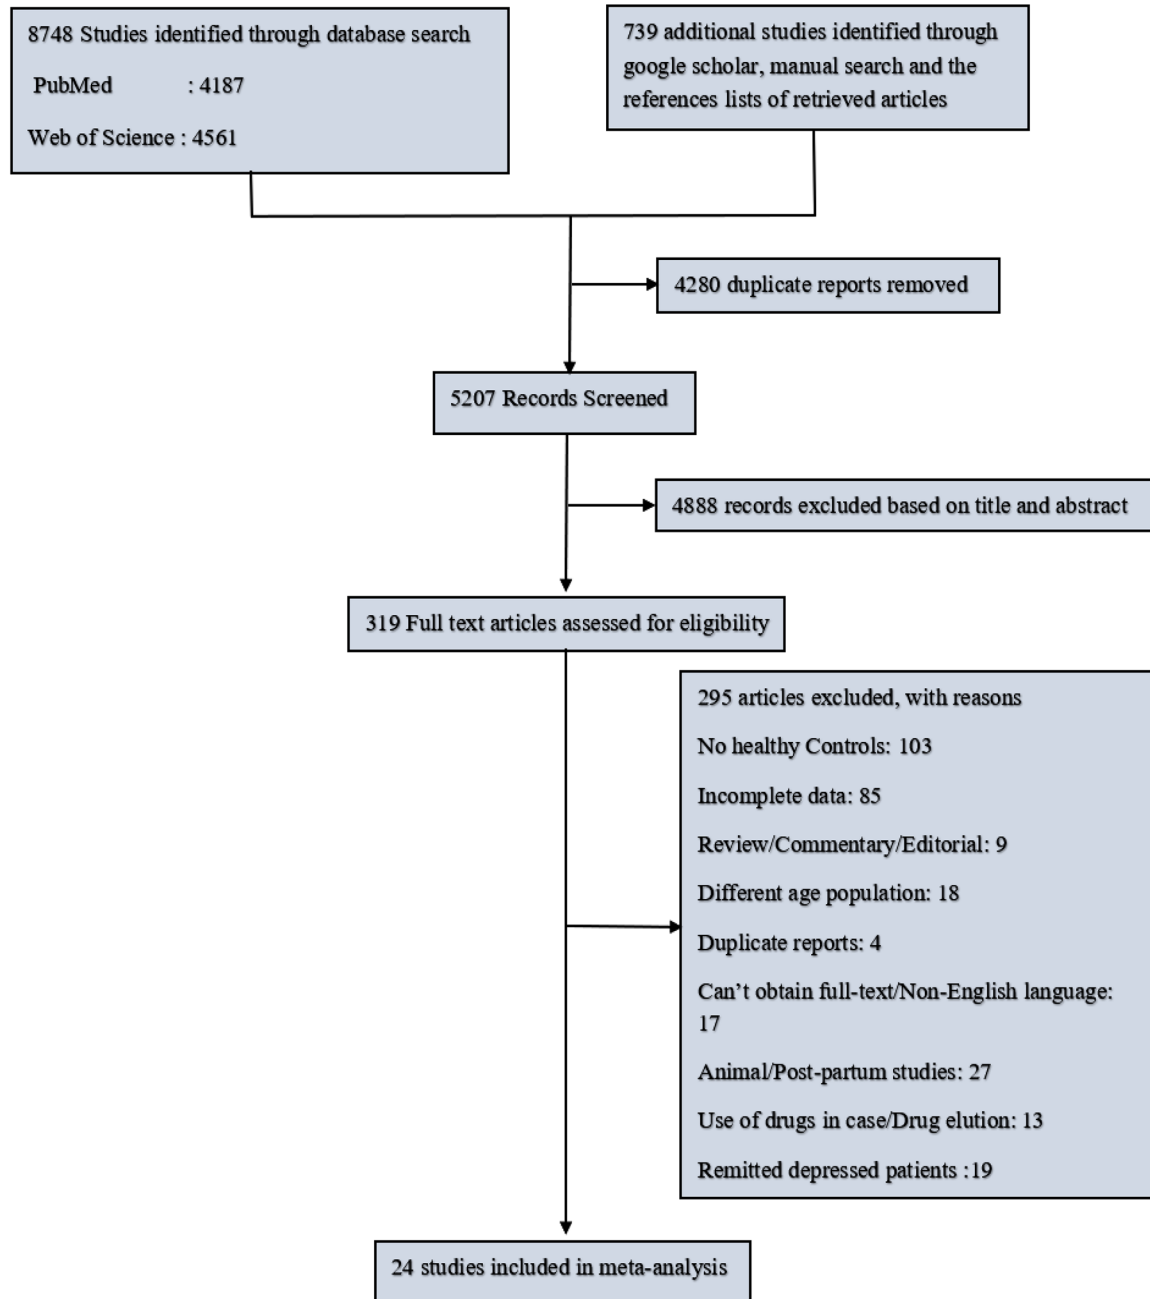 8748 Studies identified through database search
PubMed : 4187
Web of Science : 4561
739 additional studies identified through
google scholar, manual search and the
references lists of retrieved articles
4280 duplicate reports removed
5207 Records Screened
4888 records excluded based on title and abstract
319 Full text articles assessed for eligibility
295 articles excluded, with reasons
No healthy Controls: 103
Incomplete data: 85
Review/Commentary/Editorial: 9
Different age population: 18
Duplicate reports: 4
Can’t obtain full-text/Non-English language:
17
Animal/Post-partum studies: 27
Use of drugs in case/Drug elution: 13
Remitted depressed patients :19
24 studies included in meta-analysis